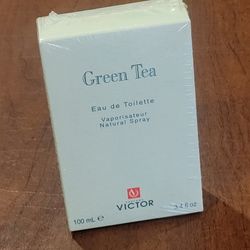 Green Tea
Eau de Toilette
Vaporisateur
Natural Spray
VICTOR
100 ml e 3.4 fl oz